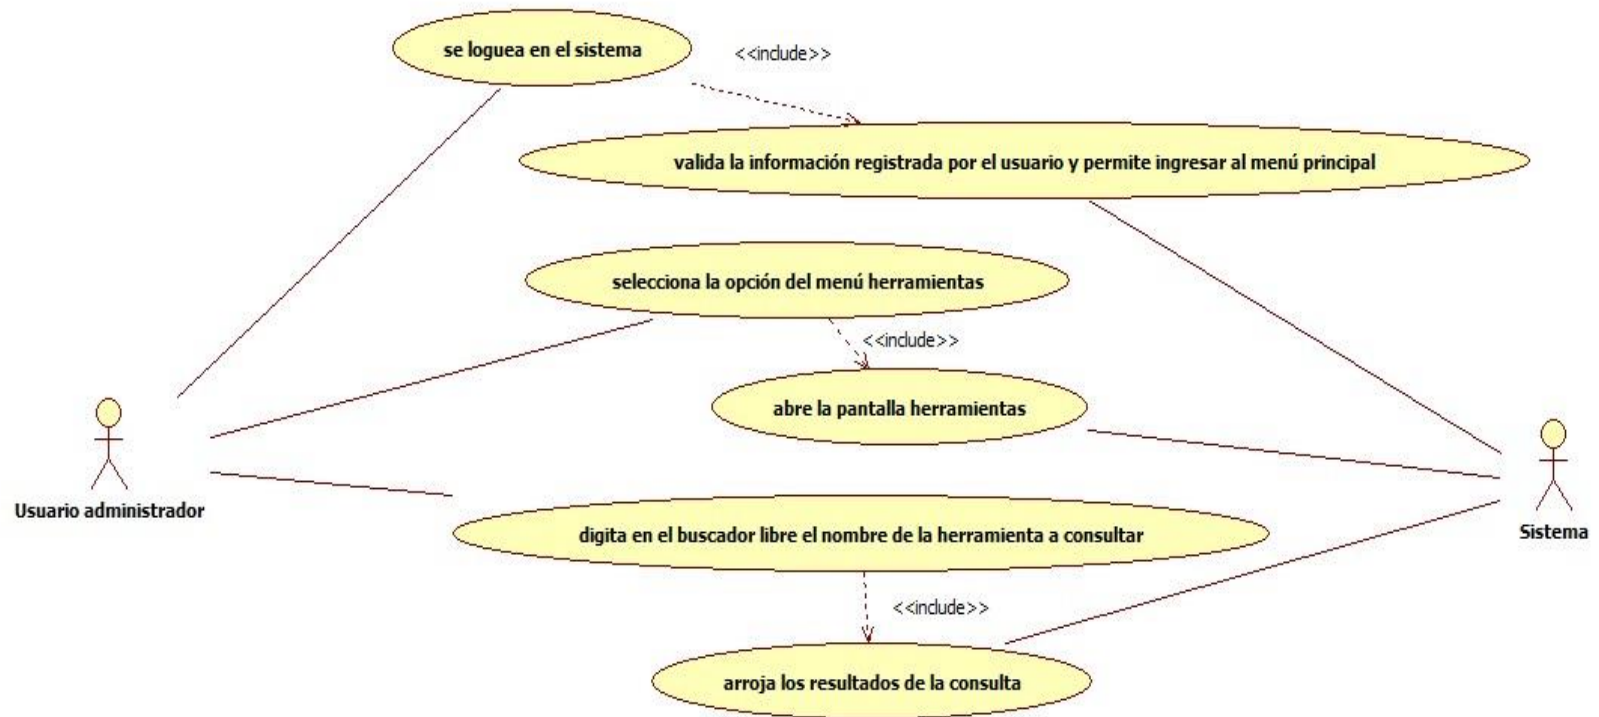 se loguea en el sistema
<<include>>
valida la información registrada por el usuario y permite ingresar al menú principal
selecciona la opción del menú herramientas
<<include>>
abre la pantalla herramientas
Usuario administrador
Sistema
digita en el buscador libre el nombre de la herramienta a consultar
<<include>>
arroja los resultados de la consulta